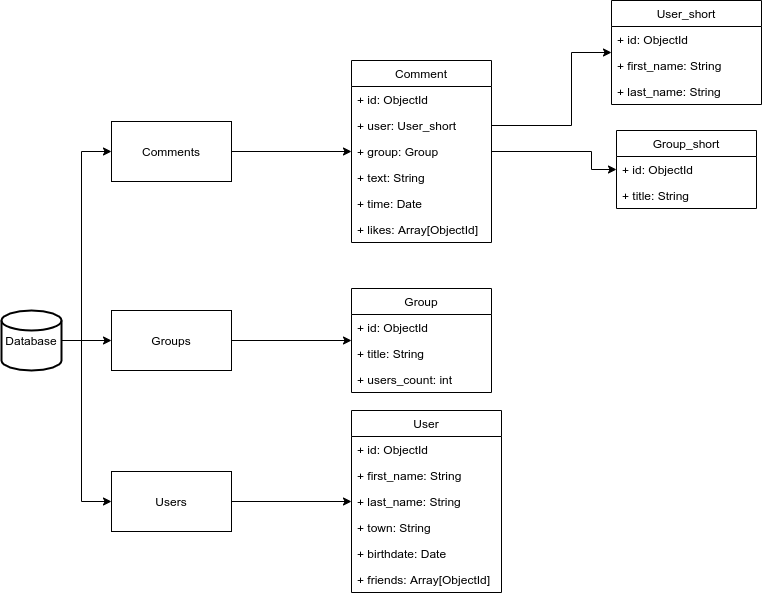 User_short
+ id: ObjectId
+ first_name: String
+ last_name: String
Comment
+ id: ObjectId
+ user: User_short
+ group: Group
+ text: String
+ time: Date
+ likes: Array[ObjectId]
Group_short
+ id: ObjectId
+ title: String
Comments
Database
Groups
Group
+ id: ObjectId
+ title: String
+ users_count: int
Users
User
+ id: ObjectId
+ first_name: String
+ last_name: String
+ town: String
+ birthdate: Date
+ friends: Array[ObjectId]